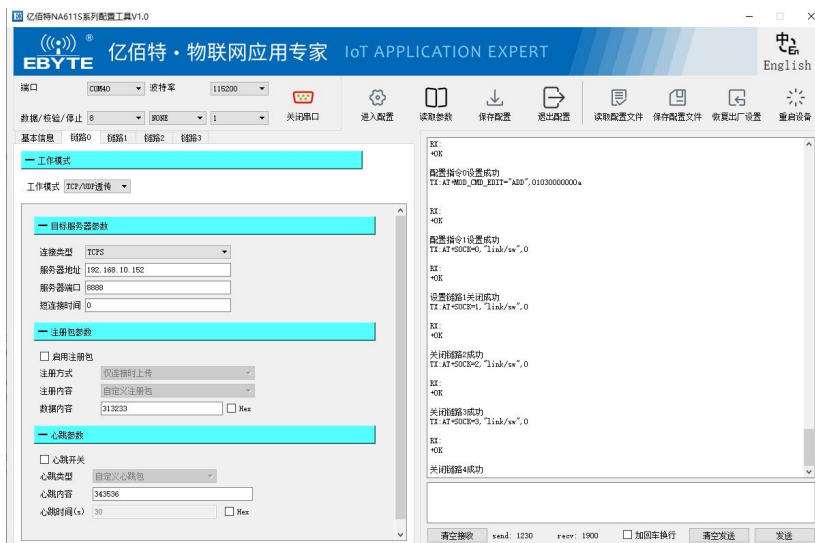 亿佰特NA611S系列配置工具V1.0
((•)) ®
EBYTE 亿佰特·物联网应用专家 IoT APPLICATION EXPERT
中En
English
端口 COM40 波特率 115200
数据/校验/停止 8 NONE 1
关闭串口 进入配置 读取参数 保存配置 退出配置 读取配置文件 保存配置文件 恢复出厂设置 重启设备
基本信息 链路0 链路1 链路2 链路3
工作模式
工作模式 TCP/UDP透传
目标服务器参数
连接类型 TCPS
服务器地址 192.168.10.152
服务器端口 8888
短连接时间 0
注册包参数
启用注册包
注册方式 仅连接时上传
注册内容 自定义注册包
数据内容 313233 Hex
心跳参数
心跳开关
心跳类型 自定义心跳包
心跳内容 343536
心跳时间(s) 30 Hex
RX:
+OK
配置指令0设置成功
TX:AT+MOD_CMD_EDIT="ADD",01030000000a
RX:
+OK
配置指令1设置成功
TX:AT+SOCK=0,"link/sw",0
RX:
+OK
设置链路1关闭成功
TX:AT+SOCK=1,"link/sw",0
RX:
+OK
关闭链路2成功
TX:AT+SOCK=2,"link/sw",0
RX:
+OK
关闭链路3成功
TX:AT+SOCK=3,"link/sw",0
RX:
+OK
关闭链路4成功
清空接收 send: 1230 recv: 1900 加回车换行 清空发送 发送